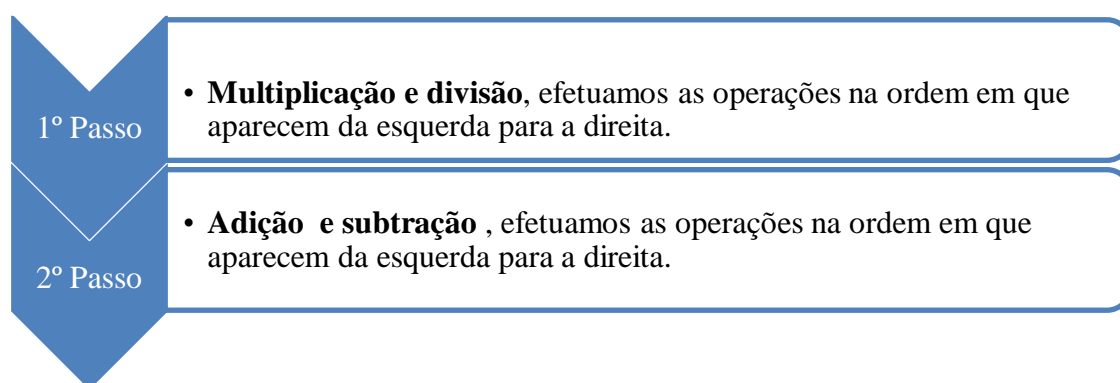 1º Passo
• Multiplicação e divisão, efetuamos as operações na ordem em que
aparecem da esquerda para a direita.
2º Passo
• Adição e subtração , efetuamos as operações na ordem em que
aparecem da esquerda para a direita.